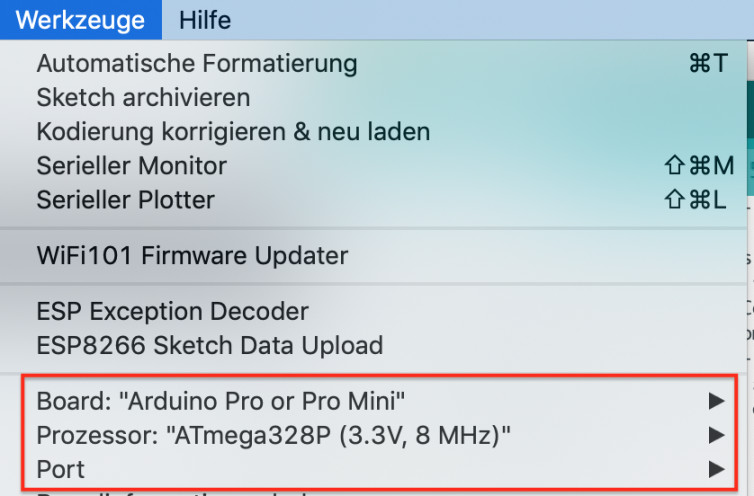 Werkzeuge Hilfe
Automatische Formatierung ⌘T
Sketch archivieren
Kodierung korrigieren & neu laden
Serieller Monitor ⇧⌘M
Serieller Plotter ⇧⌘L
WiFi101 Firmware Updater
ESP Exception Decoder
ESP8266 Sketch Data Upload
Board: "Arduino Pro or Pro Mini"
Prozessor: "ATmega328P (3.3V, 8 MHz)"
Port